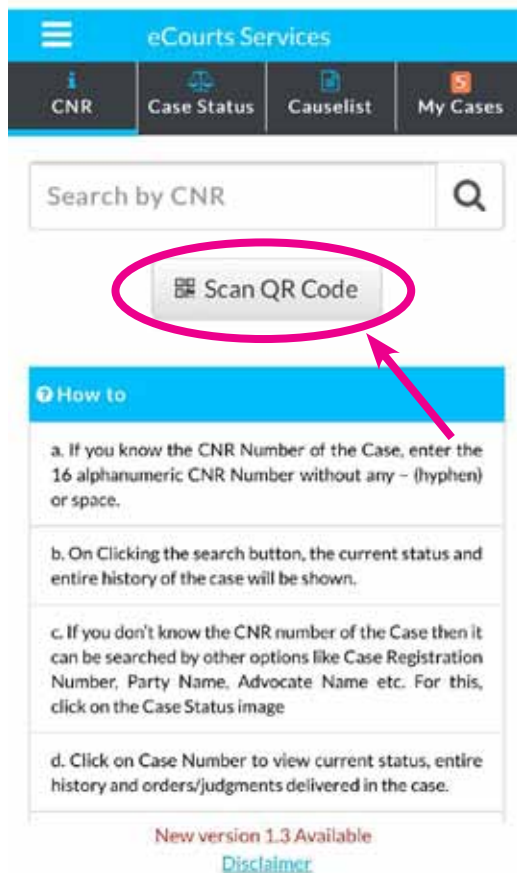 eCourts Services
CNR Case Status Causelist My Cases
Search by CNR
Scan QR Code
How to
a. If you know the CNR Number of the Case, enter the
16 alphanumeric CNR Number without any – (hyphen)
or space.
b. On Clicking the search button, the current status and
entire history of the case will be shown.
c. If you don't know the CNR number of the Case then it
can be searched by other options like Case Registration
Number, Party Name, Advocate Name etc. For this,
click on the Case Status image
d. Click on Case Number to view current status, entire
history and orders/judgments delivered in the case.
New version 1.3 Available
Disclaimer